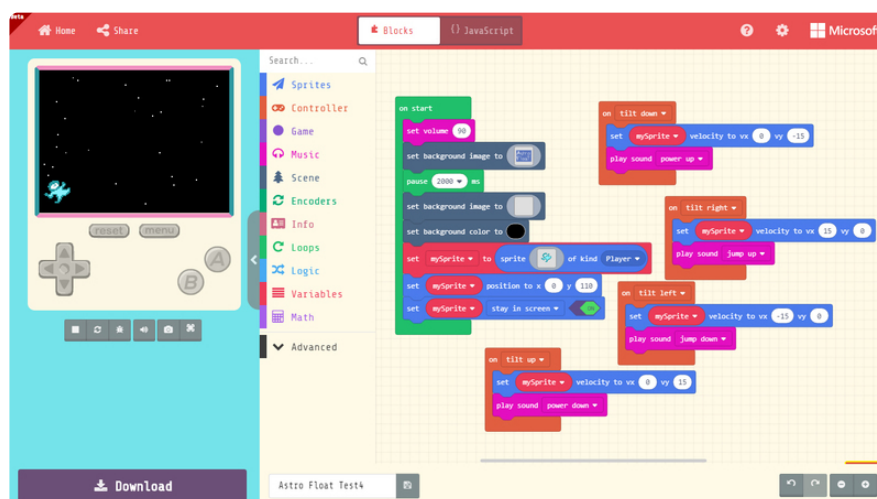 Beta
Home
Share
Blocks
{} JavaScript
Microsof
reset
menu
A
B
Download
Search...
Sprites
Controller
Game
Music
Scene
Encoders
Info
Loops
Logic
Variables
Math
Advanced
on start
set volume 90
set background image to
pause 2000 ms
set background image to
set background color to
set mySprite to sprite of kind Player
set mySprite position to x 0 y 110
set mySprite stay in screen
on tilt down
set mySprite velocity to vx 0 vy -15
play sound power up
on tilt right
set mySprite velocity to vx 15 vy 0
play sound jump up
on tilt left
set mySprite velocity to vx -15 vy 0
play sound jump down
on tilt up
set mySprite velocity to vx 0 vy 15
play sound power down
Astro Float Test4